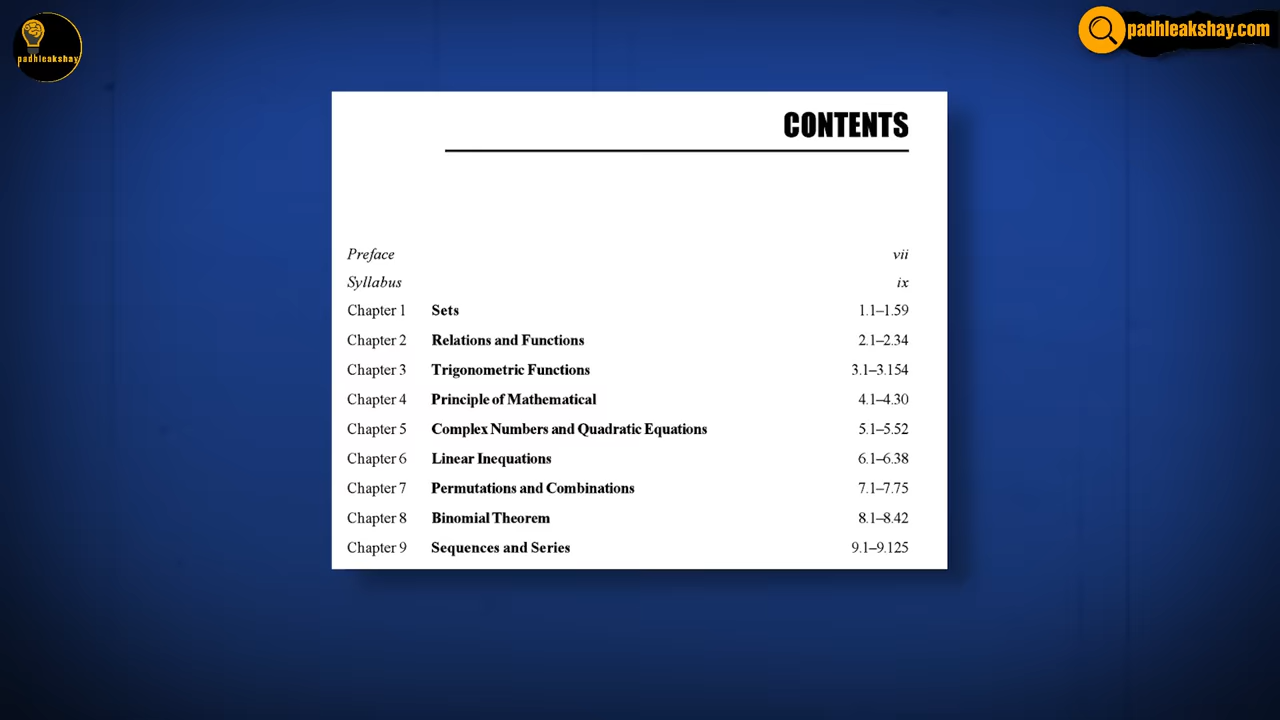 padhleakshay
padhleakshay.com
CONTENTS
Preface vii
Syllabus ix
Chapter 1 Sets 1.1–1.59
Chapter 2 Relations and Functions 2.1–2.34
Chapter 3 Trigonometric Functions 3.1–3.154
Chapter 4 Principle of Mathematical 4.1–4.30
Chapter 5 Complex Numbers and Quadratic Equations 5.1–5.52
Chapter 6 Linear Inequations 6.1–6.38
Chapter 7 Permutations and Combinations 7.1–7.75
Chapter 8 Binomial Theorem 8.1–8.42
Chapter 9 Sequences and Series 9.1–9.125